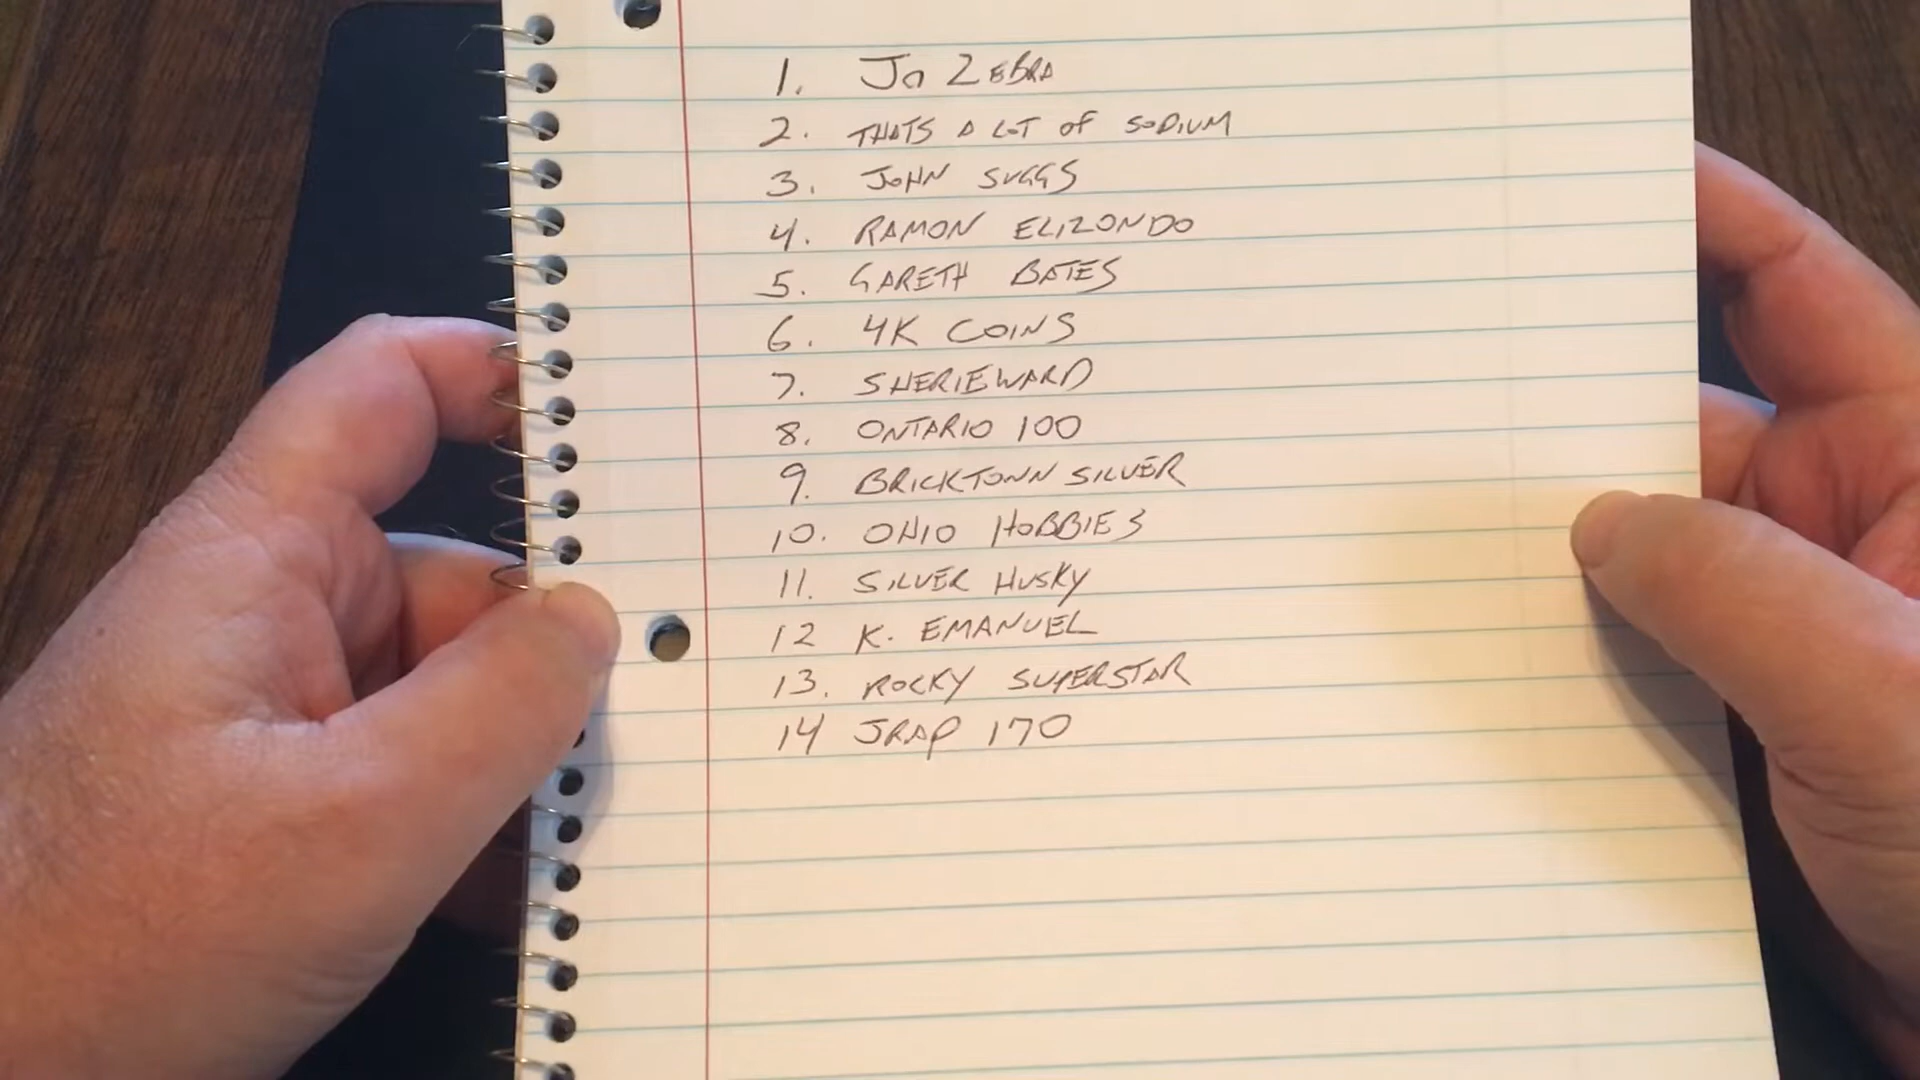 1. Jo ZEBRA
2. THATS A LOT OF SODIUM
3. JOHN SUGGS
4. RAMON ELIZONDO
5. GARETH BATES
6. 4K COINS
7. SHERIEWARD
8. ONTARIO 100
9. BRICKTOWN SILVER
10. OHIO HOBBIES
11. SILVER HUSKY
12 K. EMANUEL
13. ROCKY SUPERSTAR
14 JRAP 170